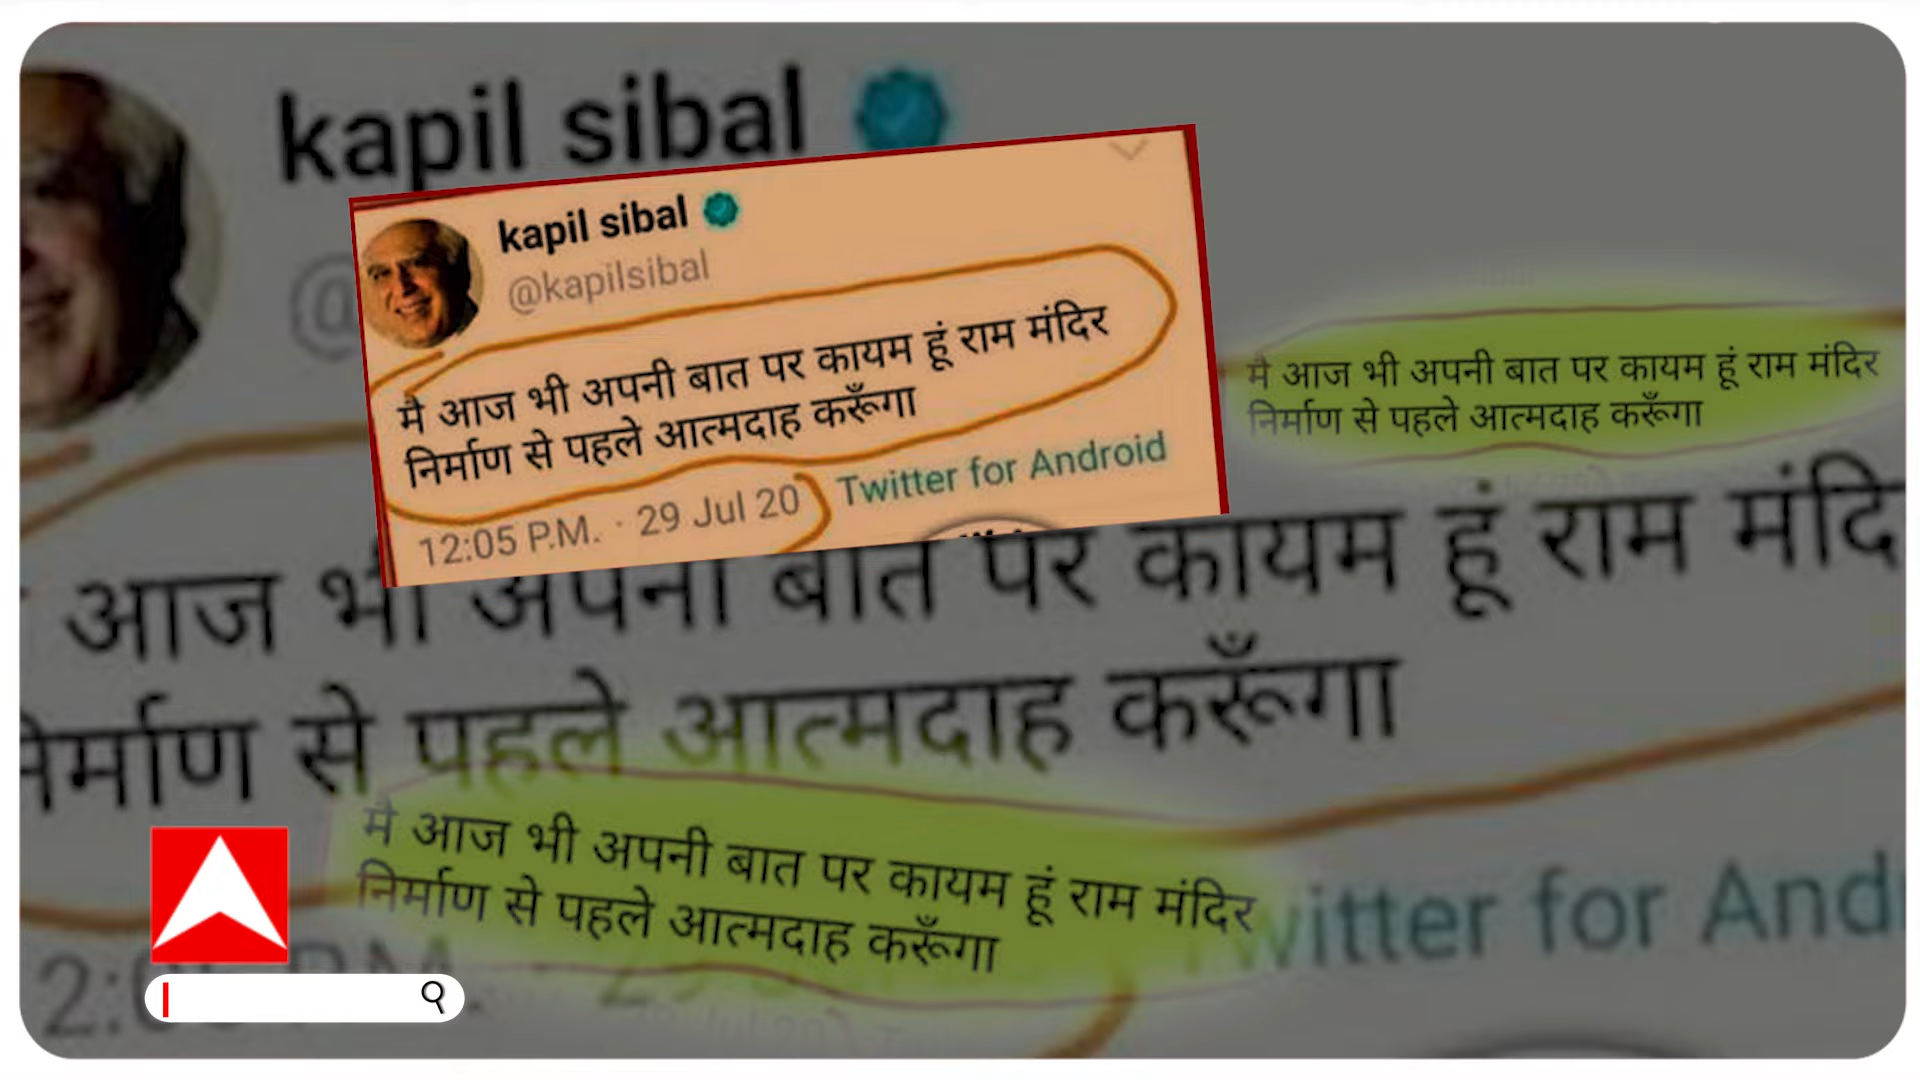 kapil sibal
kapil sibal
@kapilsibal
मै आज भी अपनी बात पर कायम हूं राम मंदिर
निर्माण से पहले आत्मदाह करूँगा
12:05 P.M. · 29 Jul 20 Twitter for Android
मै आज भी अपनी बात पर कायम हूं राम मंदिर
निर्माण से पहले आत्मदाह करूँगा
आज भी अपनी बात पर कायम हूं राम मंदि
निर्माण से पहले आत्मदाह करूँगा
मै आज भी अपनी बात पर कायम हूं राम मंदिर
निर्माण से पहले आत्मदाह करूँगा
witter for And